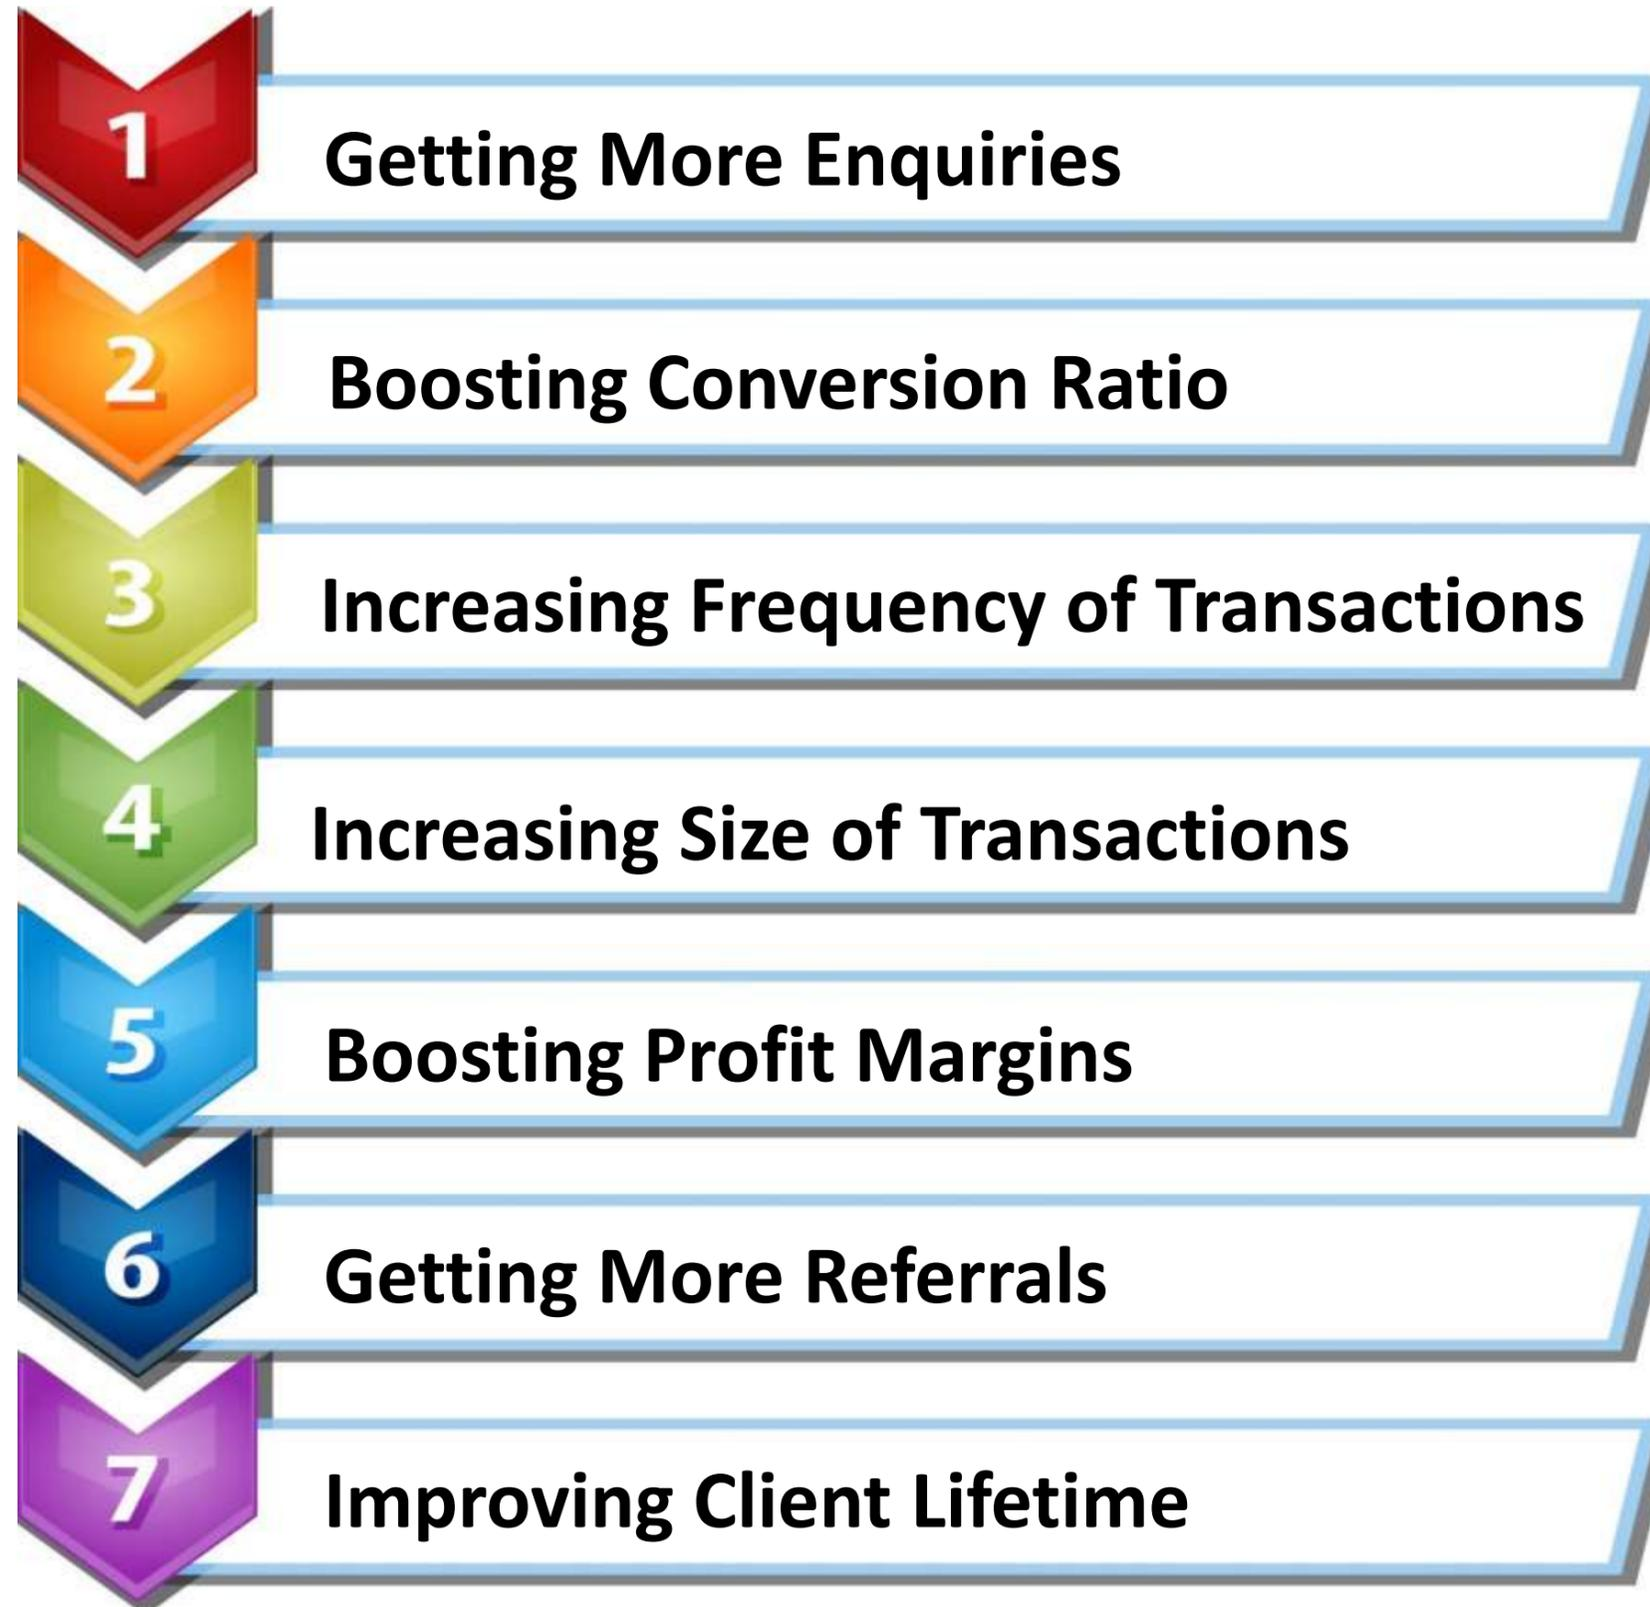 1
Getting More Enquiries
2
Boosting Conversion Ratio
3
Increasing Frequency of Transactions
4
Increasing Size of Transactions
5
Boosting Profit Margins
6
Getting More Referrals
7
Improving Client Lifetime